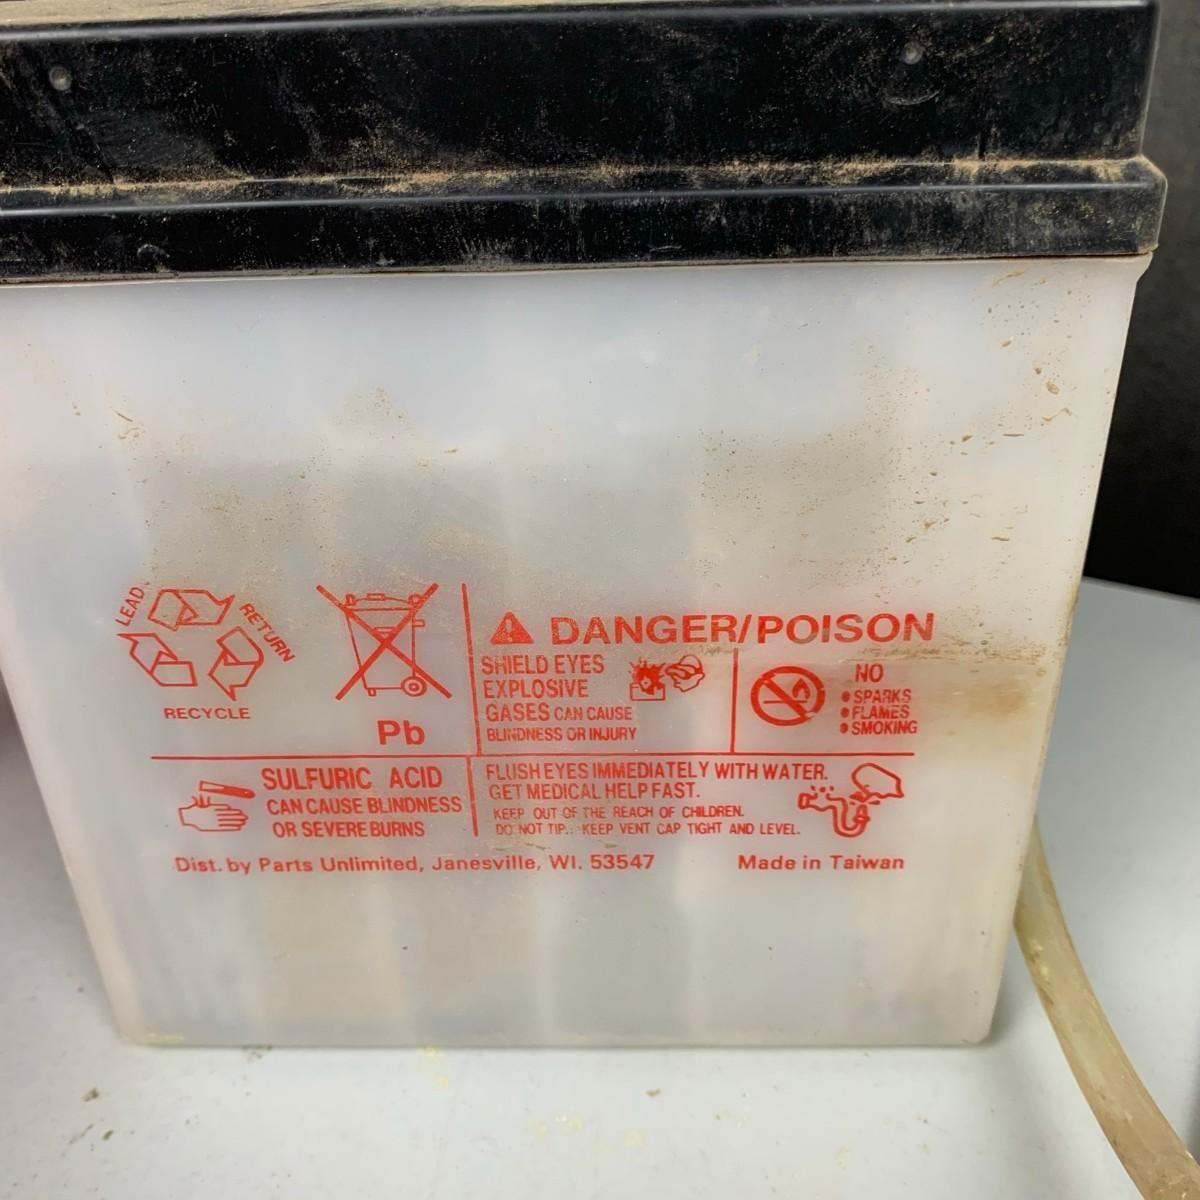 LEAD
RETURN
RECYCLE
Pb
DANGER/POISON
SHIELD EYES
EXPLOSIVE
GASES CAN CAUSE
BLINDNESS OR INJURY
NO
• SPARKS
• FLAMES
• SMOKING
SULFURIC ACID
CAN CAUSE BLINDNESS
OR SEVERE BURNS
FLUSH EYES IMMEDIATELY WITH WATER.
GET MEDICAL HELP FAST.
KEEP OUT OF THE REACH OF CHILDREN.
DO NOT TIP.. KEEP VENT CAP TIGHT AND LEVEL.
Dist. by Parts Unlimited, Janesville, WI. 53547
Made in Taiwan